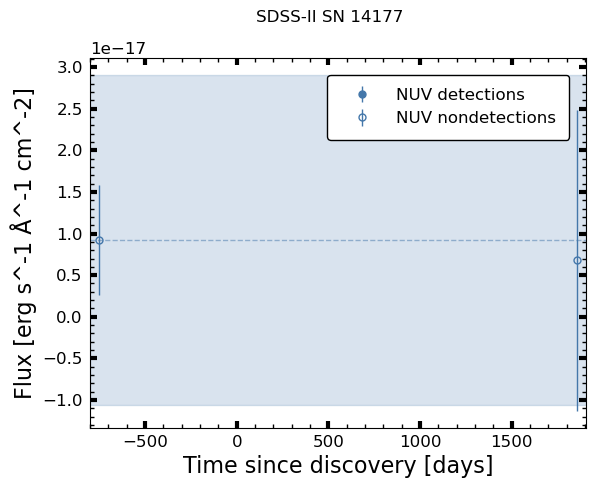 SDSS-II SN 14177
1e−17
3.0
2.5
2.0
1.5
1.0
0.5
0.0
−0.5
−1.0
Flux [erg s^-1 Å^-1 cm^-2]
NUV detections
NUV nondetections
−500 0 500 1000 1500
Time since discovery [days]